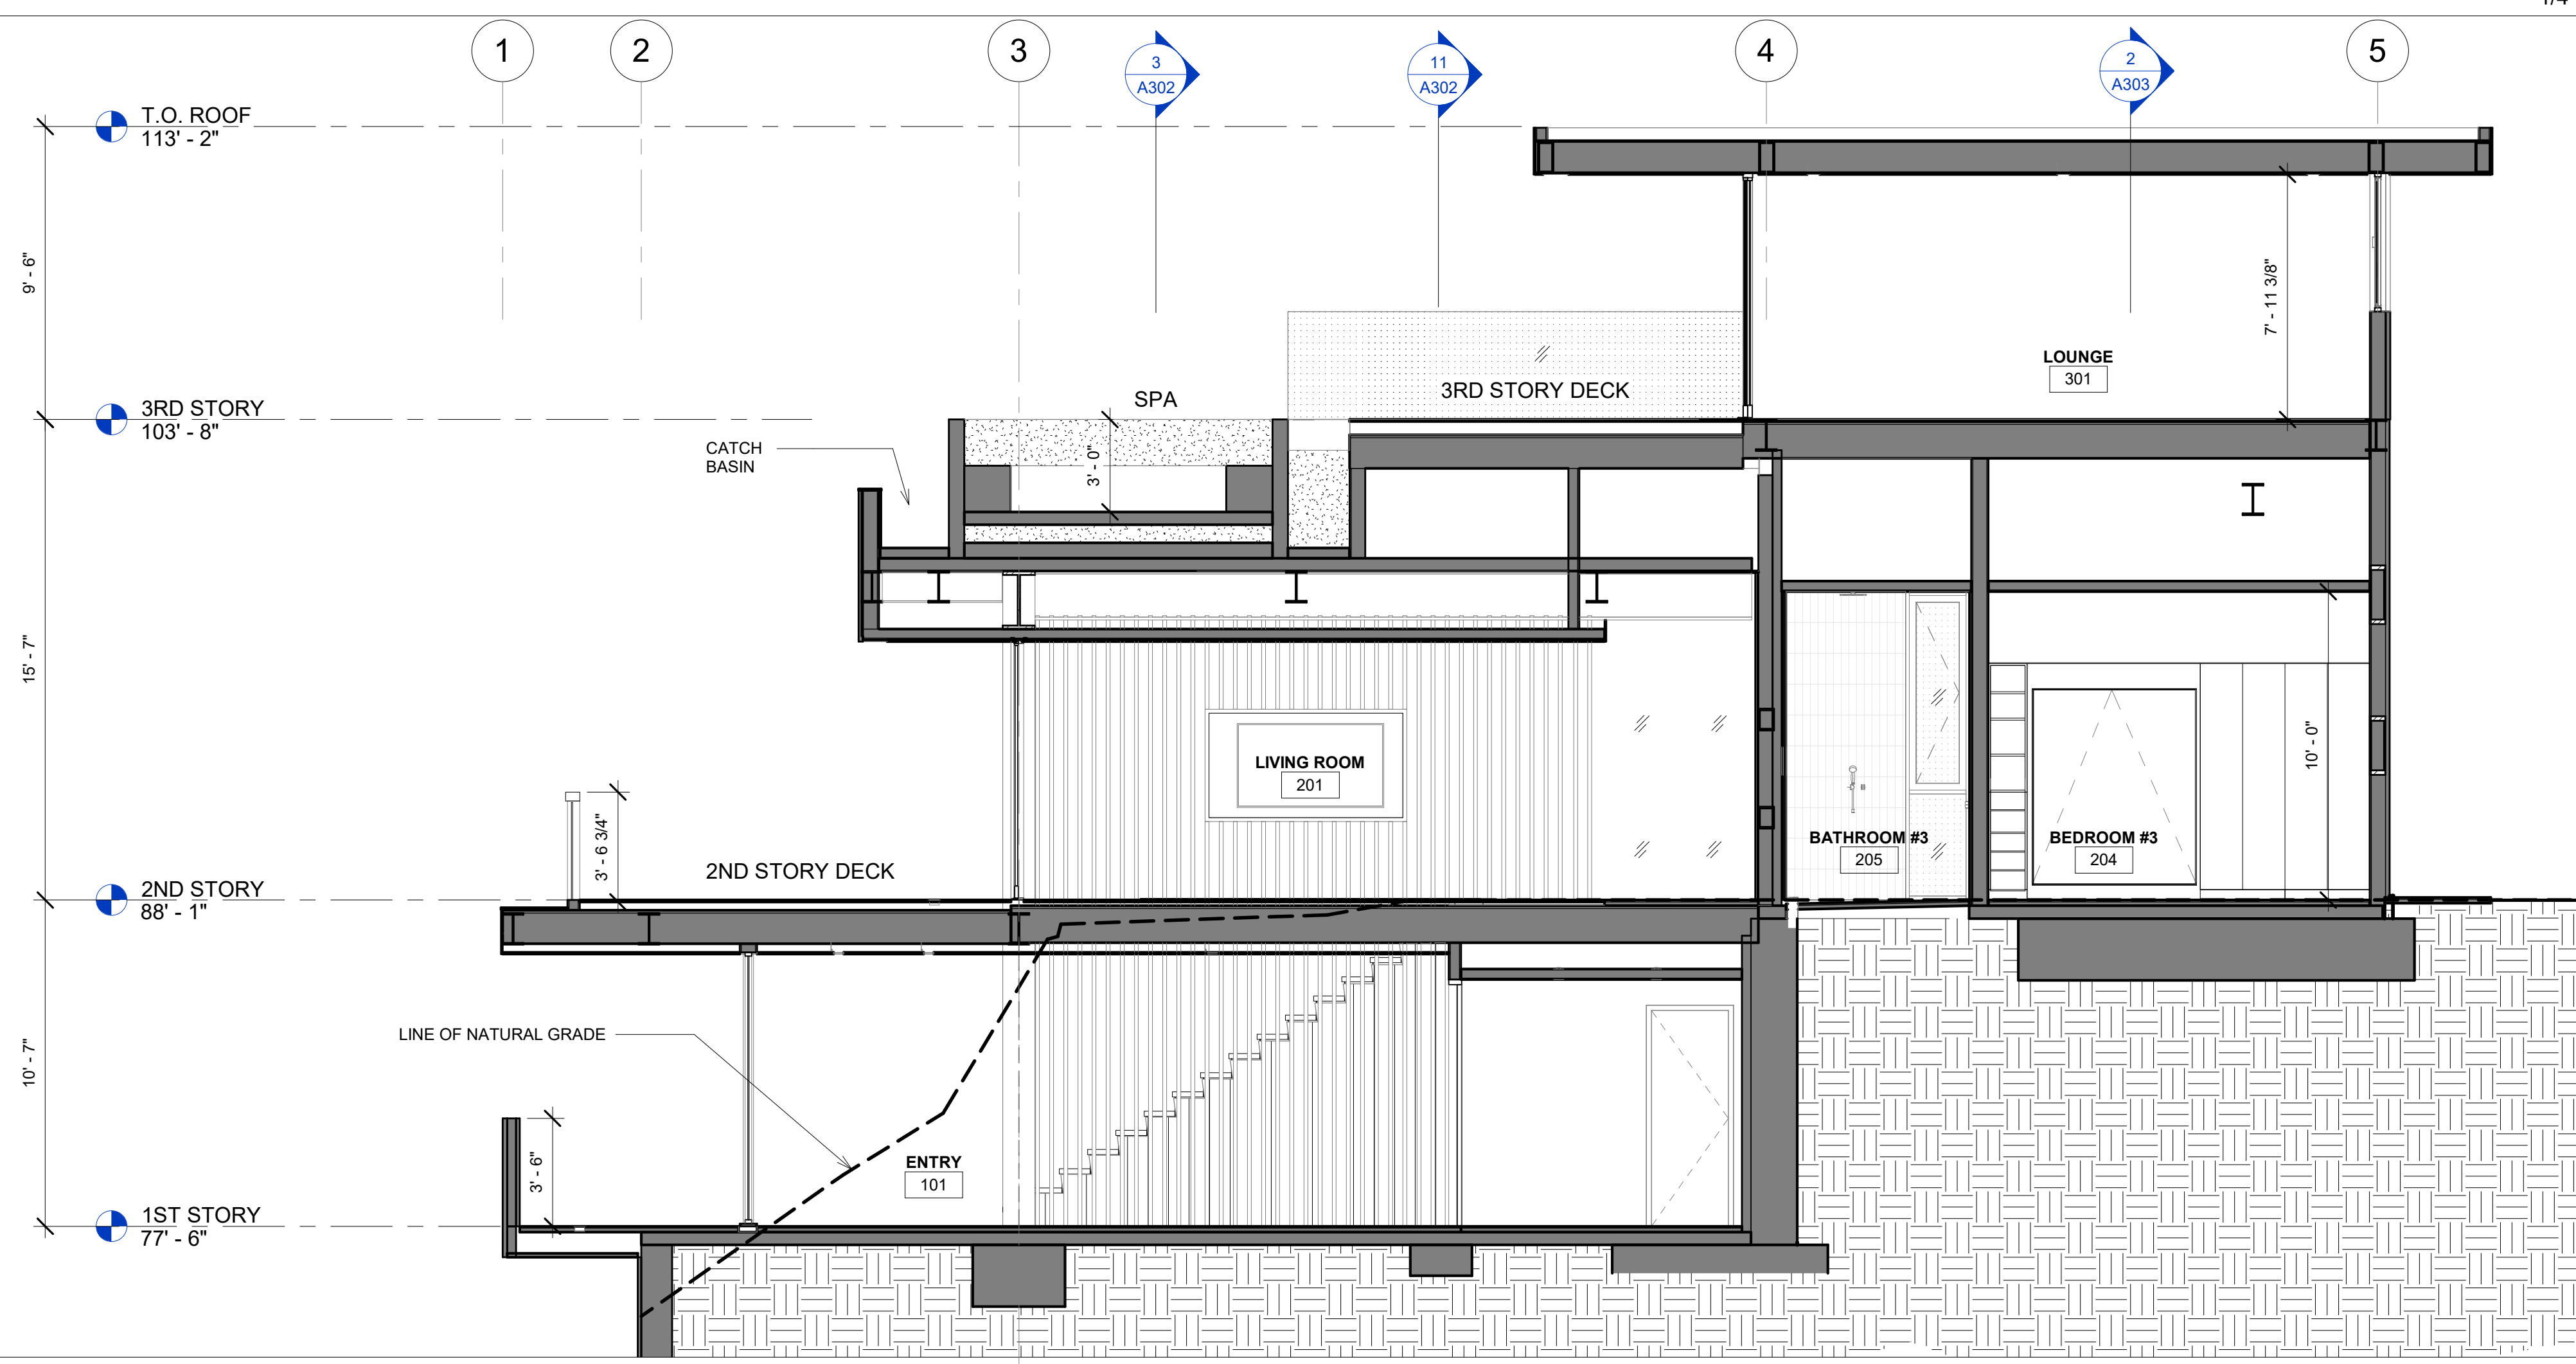 1
2
3
4
5
3
A302
11
A302
2
A303
T.O. ROOF
113' - 2"
9' - 6"
7' - 11 3/8"
LOUNGE
301
SPA
3RD STORY DECK
3RD STORY
103' - 8"
CATCH
BASIN
3' - 0"
15' - 7"
LIVING ROOM
201
10' - 0"
3' - 6 3/4"
BATHROOM #3
205
BEDROOM #3
204
2ND STORY DECK
2ND STORY
88' - 1"
LINE OF NATURAL GRADE
10' - 7"
ENTRY
101
3' - 6"
1ST STORY
77' - 6"